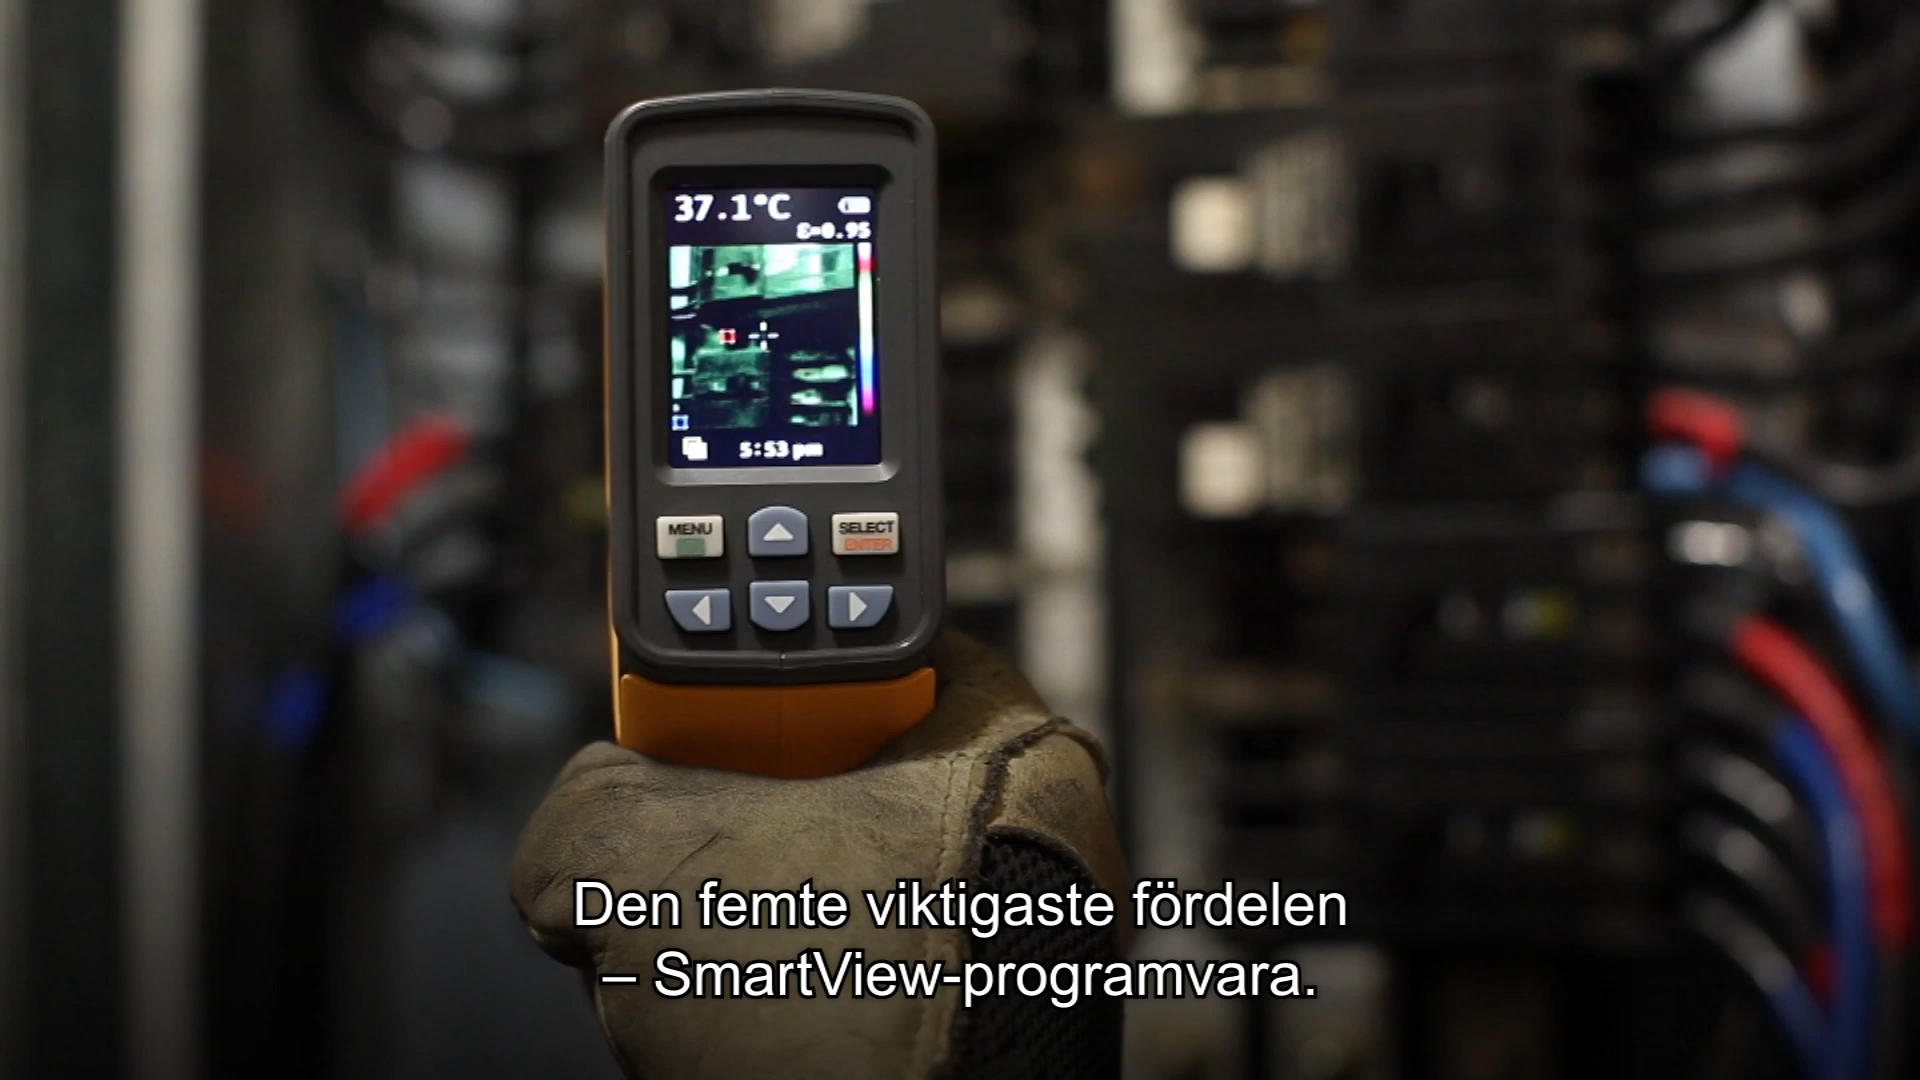 37.1°C
ε=0.95
5:53 pm
MENU
SELECT
ENTER
Den femte viktigaste fördelen
– SmartView-programvara.